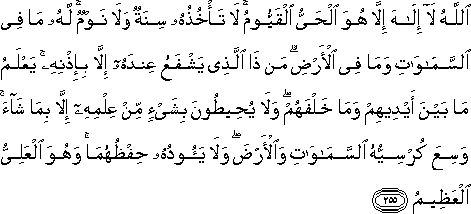 ٱللَّهُ لَآ إِلَـٰهَ إِلَّا هُوَ ٱلْحَىُّ ٱلْقَيُّومُ ۚ لَا تَأْخُذُهُۥ سِنَةٌ وَلَا نَوْمٌ ۚ لَّهُۥ مَا فِى
ٱلسَّمَـٰوَٰتِ وَمَا فِى ٱلْأَرْضِ ۗ مَن ذَا ٱلَّذِى يَشْفَعُ عِندَهُۥٓ إِلَّا بِإِذْنِهِۦ ۚ يَعْلَمُ
مَا بَيْنَ أَيْدِيهِمْ وَمَا خَلْفَهُمْ ۖ وَلَا يُحِيطُونَ بِشَىْءٍ مِّنْ عِلْمِهِۦٓ إِلَّا بِمَا شَآءَ ۚ
وَسِعَ كُرْسِيُّهُ ٱلسَّمَـٰوَٰتِ وَٱلْأَرْضَ ۖ وَلَا يَـُٔودُهُۥ حِفْظُهُمَا ۚ وَهُوَ ٱلْعَلِىُّ
ٱلْعَظِيمُ ٢٥٥